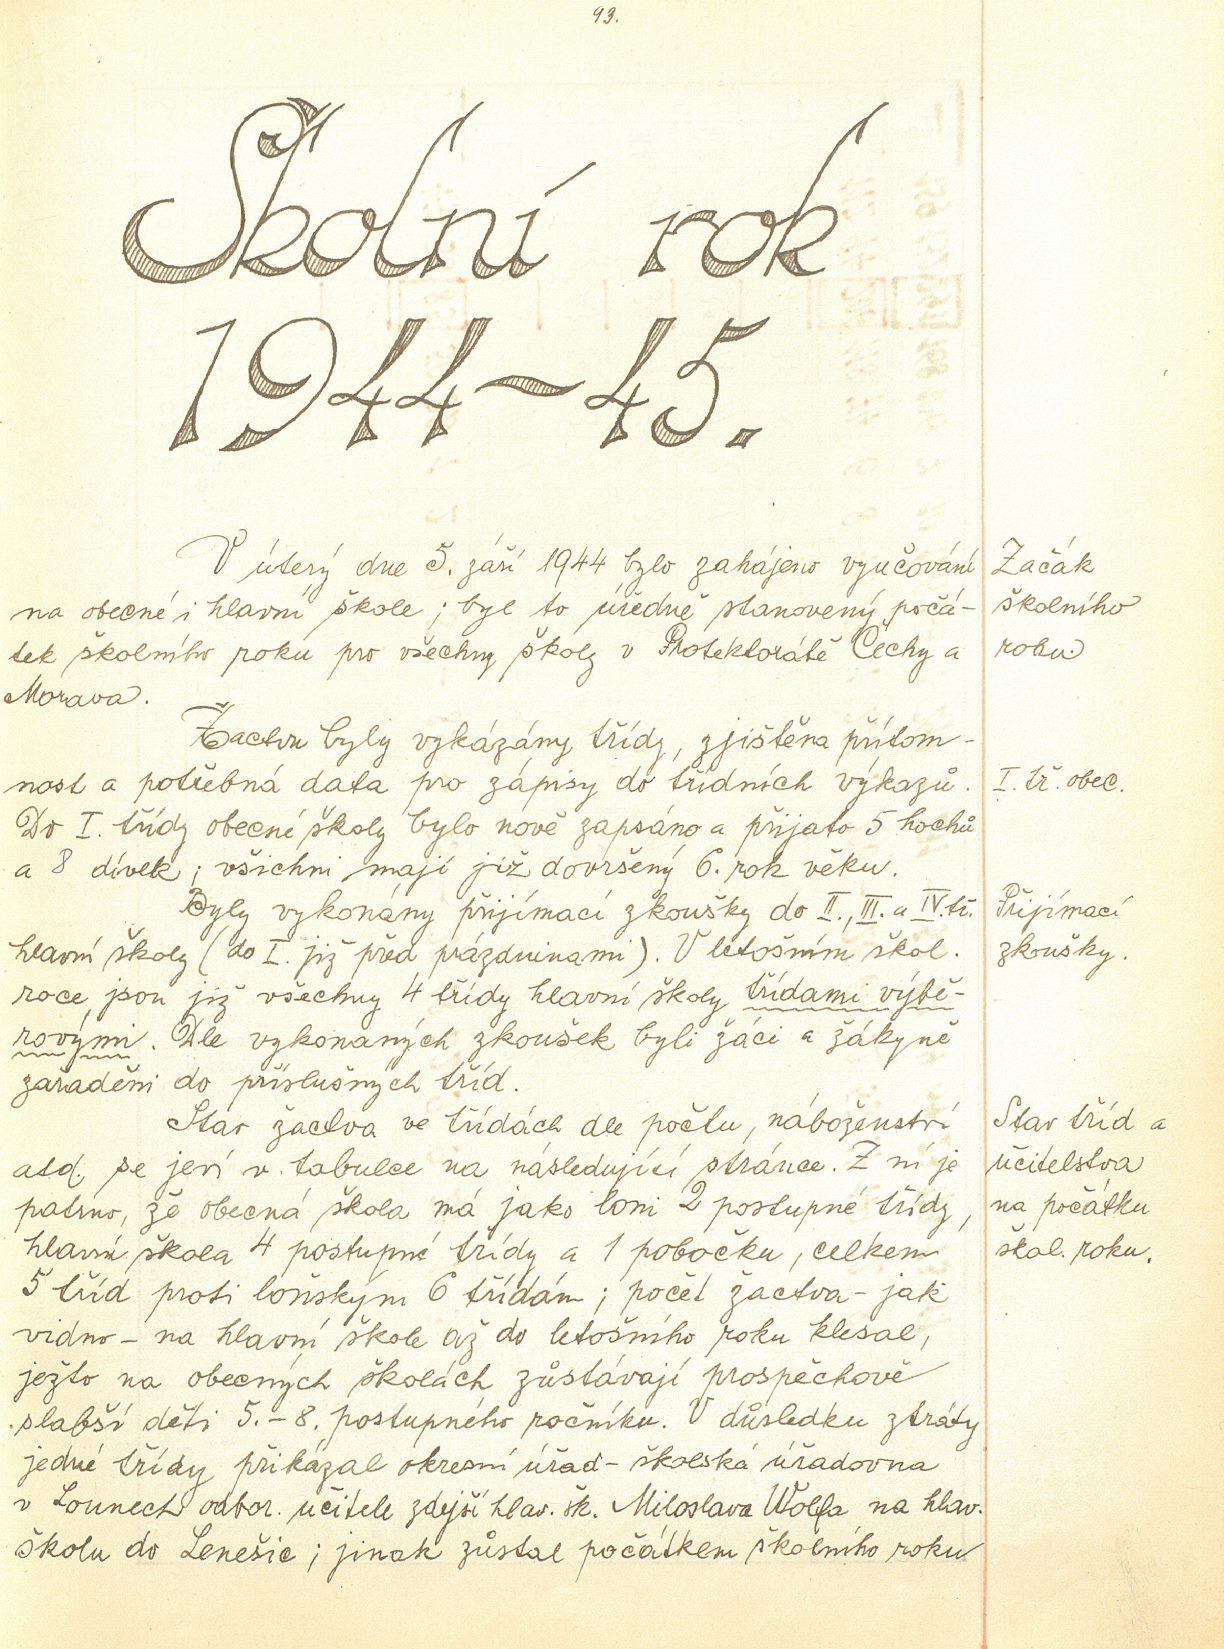 93.
Školní rok
1944~45.
V úterý dne 5. září 1944 bylo zahájeno vyučování
na obecné i hlavní škole; byl to úředně stanovený počá-
tek školního roku pro všechny školy v Protektorátě Čechy a
Morava.
Začák
školního
roku.
Žactvu byly vykázány třídy, zjištěna přítom-
nost a potřebná data pro zápisy do třídních výkazů.
Do I. třídy obecné školy bylo nově zapsáno a přijato 5 hochů
a 8 dívek; všichni mají již dovršený 6. rok věku.
I. tř. obec.
Byly vykonány přijímací zkoušky do II., III. a IV. tř.
hlavní školy (do I. již před prázdninami). V letošním škol.
roce jsou již všechny 4 třídy hlavní školy třídami výbě-
rovými. Dle vykonaných zkoušek byli žáci a žákyně
zaraděni do příslušných tříd.
Přijímací
zkoušky.
Stav žactva ve třídách dle počtu, náboženství
atd. se jeví v tabulce na následující stránce. Z ní je
patrno, že obecná škola má jako loni 2 postupné třídy,
hlavní škola 4 postupné třídy a 1 pobočku, celkem
5 tříd proti loňským 6 třídám; počet žactva - jak
vidno - na hlavní škole až do letošního roku klesal,
ježto na obecných školách zůstávají prospěchově
slabší děti 5. - 8. postupného ročníku. V důsledku ztráty
jedné třídy přikázal okresní úřad - školská úřadovna
v Lounech odbor. učitele zdejší hlav. šk. Miloslava Wolfa na hlav.
školu do Lenešic; jinak zůstal počátkem školního roku
Stav tříd a
učitelstva
na počátku
škol. roku.